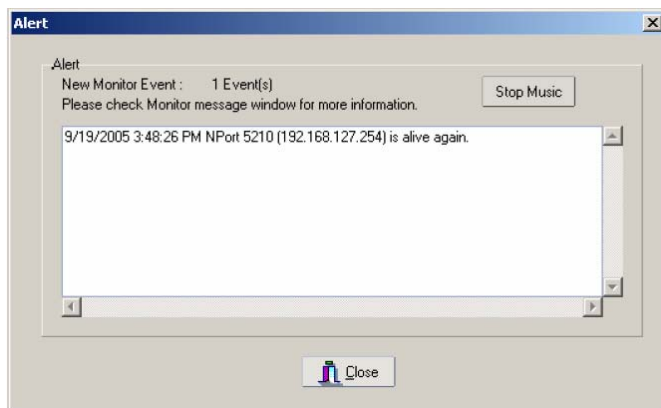 Alert
Alert
New Monitor Event : 1 Event(s)
Stop Music
Please check Monitor message window for more information.
9/19/2005 3:48:26 PM NPort 5210 (192.168.127.254) is alive again.
Close